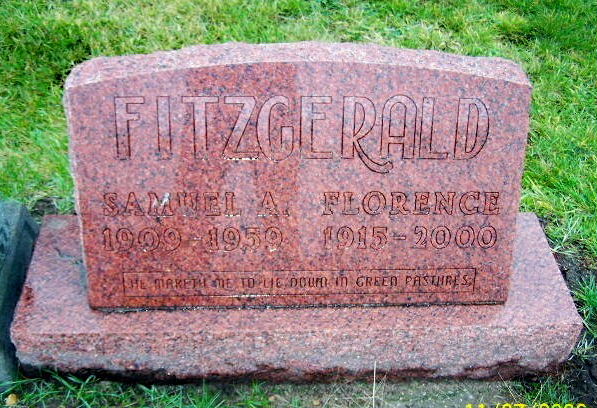 FITZGERALD
SAMUEL A. FLORENCE
1909-1959 1915-2000
HE MAKETH ME TO LIE DOWN IN GREEN PASTURES